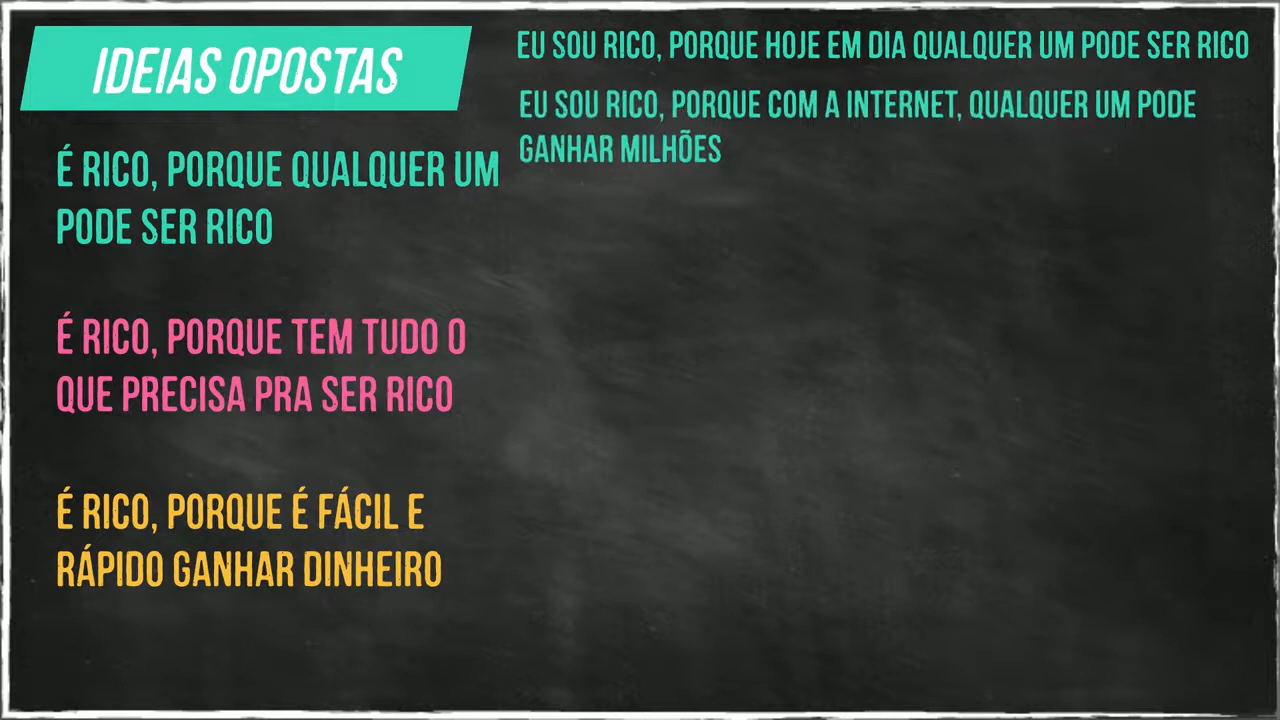 IDEIAS OPOSTAS
É RICO, PORQUE QUALQUER UM
PODE SER RICO
É RICO, PORQUE TEM TUDO O
QUE PRECISA PRA SER RICO
É RICO, PORQUE É FÁCIL E
RÁPIDO GANHAR DINHEIRO
EU SOU RICO, PORQUE HOJE EM DIA QUALQUER UM PODE SER RICO
EU SOU RICO, PORQUE COM A INTERNET, QUALQUER UM PODE
GANHAR MILHÕES